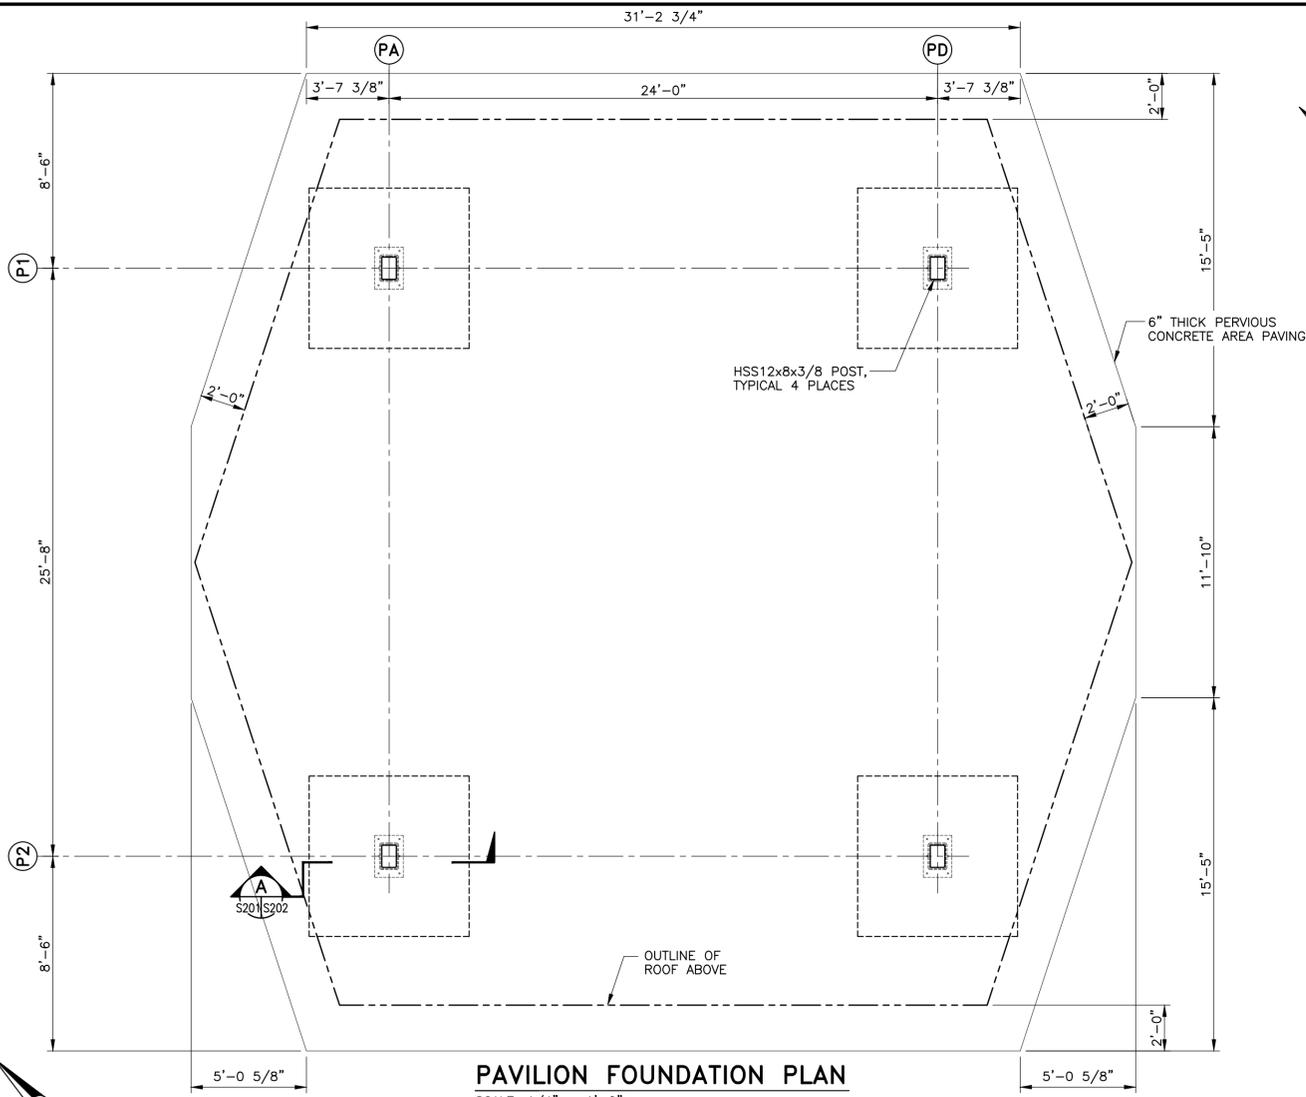 31'-2 3/4"
PA
PD
3'-7 3/8"
24'-0"
3'-7 3/8"
2'-0"
8'-6"
P1
15'-5"
6" THICK PERVIOUS
CONCRETE AREA PAVING
HSS12x8x3/8 POST,
TYPICAL 4 PLACES
2'-0"
2'-0"
25'-8"
11'-10"
P2
A
S201 S202
15'-5"
8'-6"
OUTLINE OF
ROOF ABOVE
2'-0"
5'-0 5/8"
PAVILION FOUNDATION PLAN
5'-0 5/8"